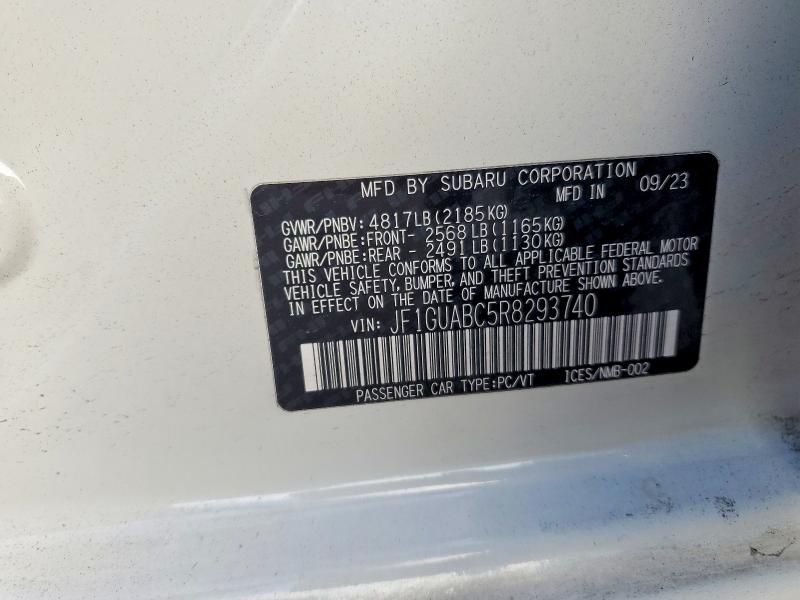 MFD BY SUBARU CORPORATION
MFD IN 09/23
GVWR/PNBV: 4817LB(2185KG)
GAWR/PNBE:FRONT- 2568LB(1165KG)
GAWR/PNBE:REAR - 2491LB(1130KG)
THIS VEHICLE CONFORMS TO ALL APPLICABLE FEDERAL MOTOR
VEHICLE SAFETY, BUMPER, AND THEFT PREVENTION STANDARDS
IN EFFECT ON THE DATE OF MANUFACTURE SHOWN ABOVE.
VIN: JF1GUABC5R8293740
PASSENGER CAR TYPE:PC/VT ICES/NMB-002